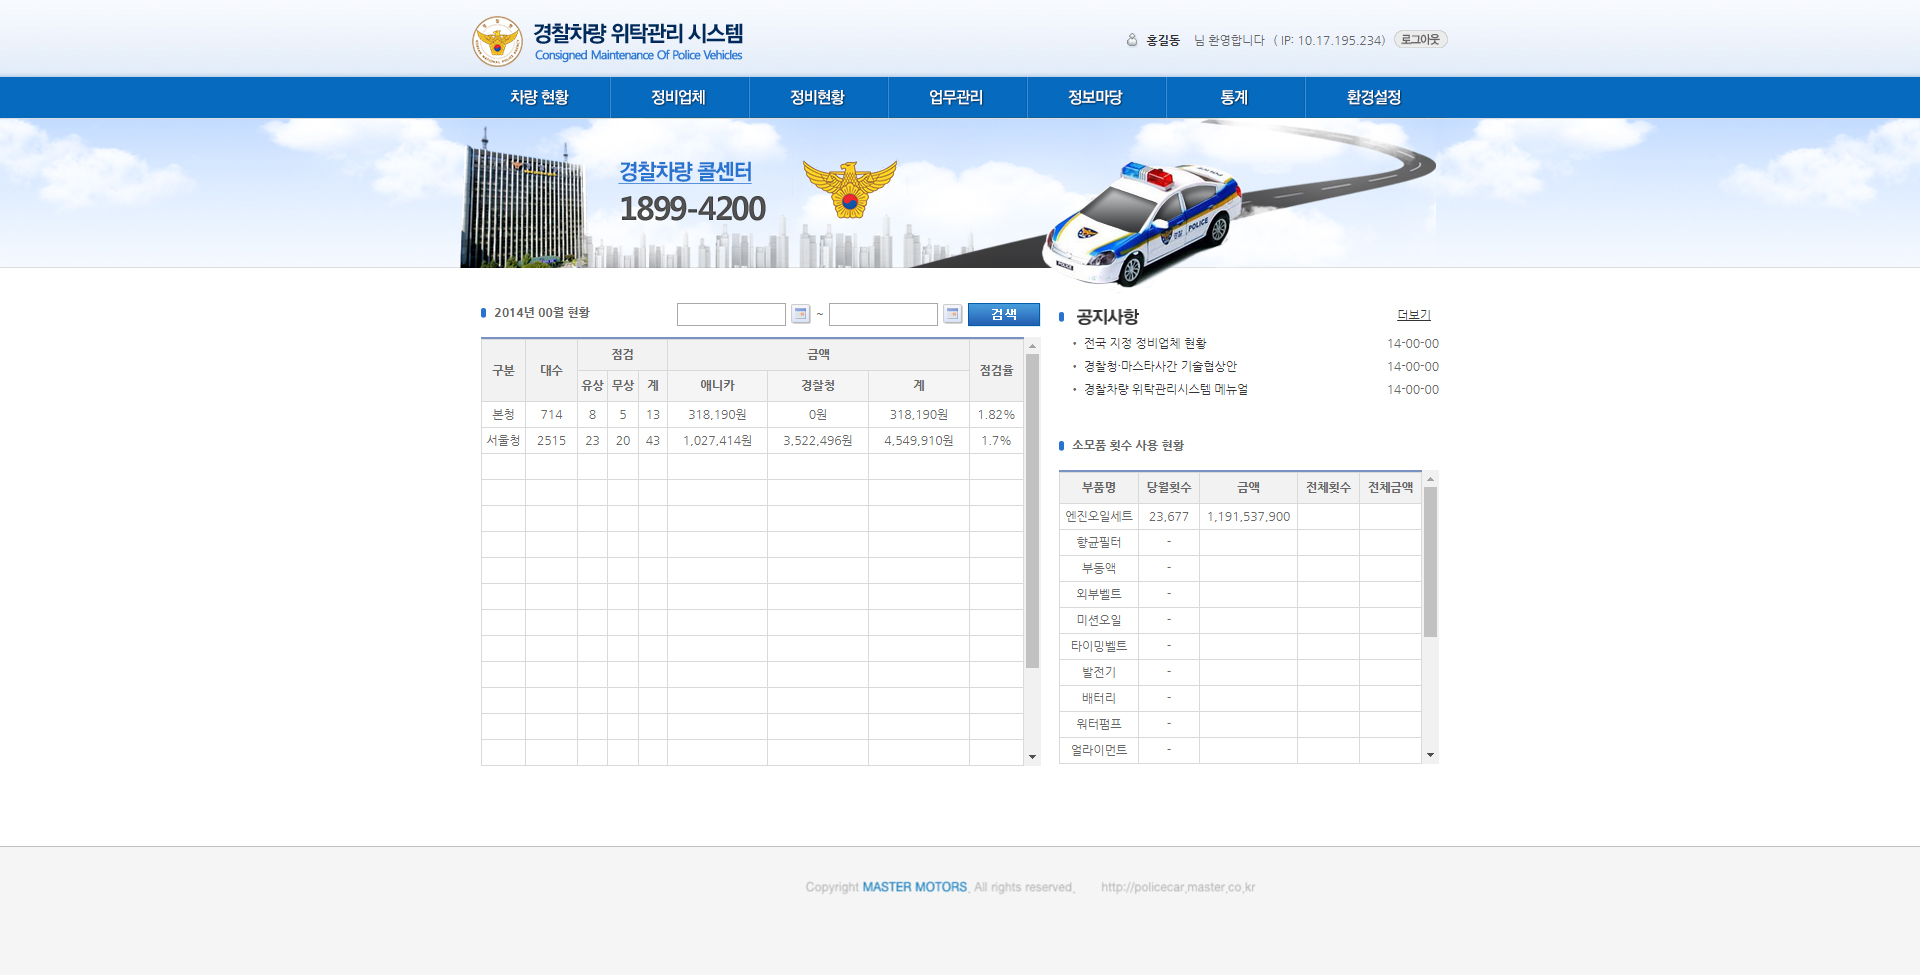 경찰차량 위탁관리 시스템
Consigned Maintenance Of Police Vehicles
홍길동 님 환영합니다 ( IP: 10.17.195.234) 로그아웃
차량 현황 정비업체 정비현황 업무관리 정보마당 통계 환경설정
경찰차량 콜센터
1899-4200
POLICE
POLICE
2014년 00월 현황 ~ 검색
구분 대수 점검 금액 점검율
유상 무상 계 애니카 경찰청 계
본청 714 8 5 13 318,190원 0원 318,190원 1.82%
서울청 2515 23 20 43 1,027,414원 3,522,496원 4,549,910원 1.7%
공지사항 더보기
• 전국 지정 정비업체 현황 14-00-00
• 경찰청·마스타사간 기술협상안 14-00-00
• 경찰차량 위탁관리시스템 메뉴얼 14-00-00
소모품 횟수 사용 현황
부품명 당월횟수 금액 전체횟수 전체금액
엔진오일세트 23,677 1,191,537,900
향균필터 -
부동액 -
외부벨트 -
미션오일 -
타이밍벨트 -
발전기 -
배터리 -
워터펌프 -
얼라이먼트 -
Copyright MASTER MOTORS. All rights reserved. http://policecar.master.co.kr